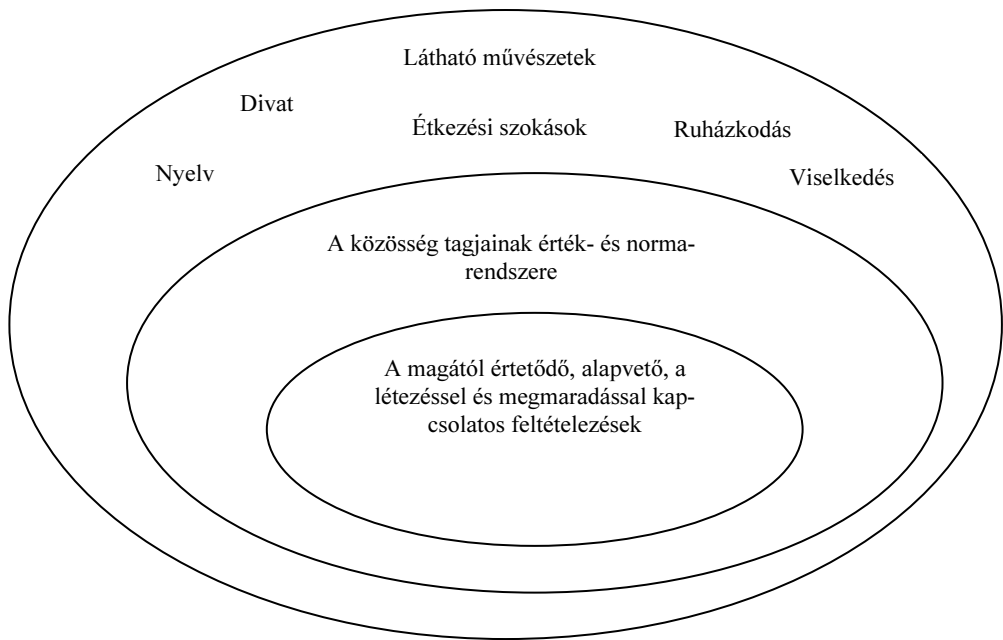 Látható művészetek
Divat
Étkezési szokások
Ruházkodás
Nyelv
Viselkedés
A közösség tagjainak érték- és norma-
rendszere
A magától értetődő, alapvető, a
létezéssel és megmaradással kap-
csolatos feltételezések